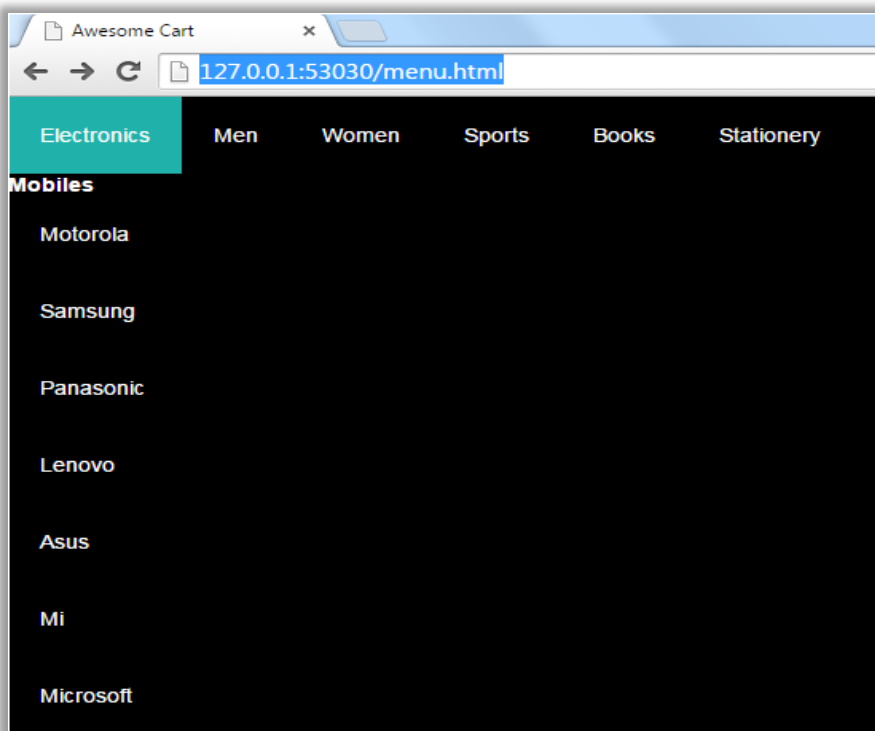 Awesome Cart
127.0.0.1:53030/menu.html
Electronics Men Women Sports Books Stationery
Mobiles
Motorola
Samsung
Panasonic
Lenovo
Asus
Mi
Microsoft